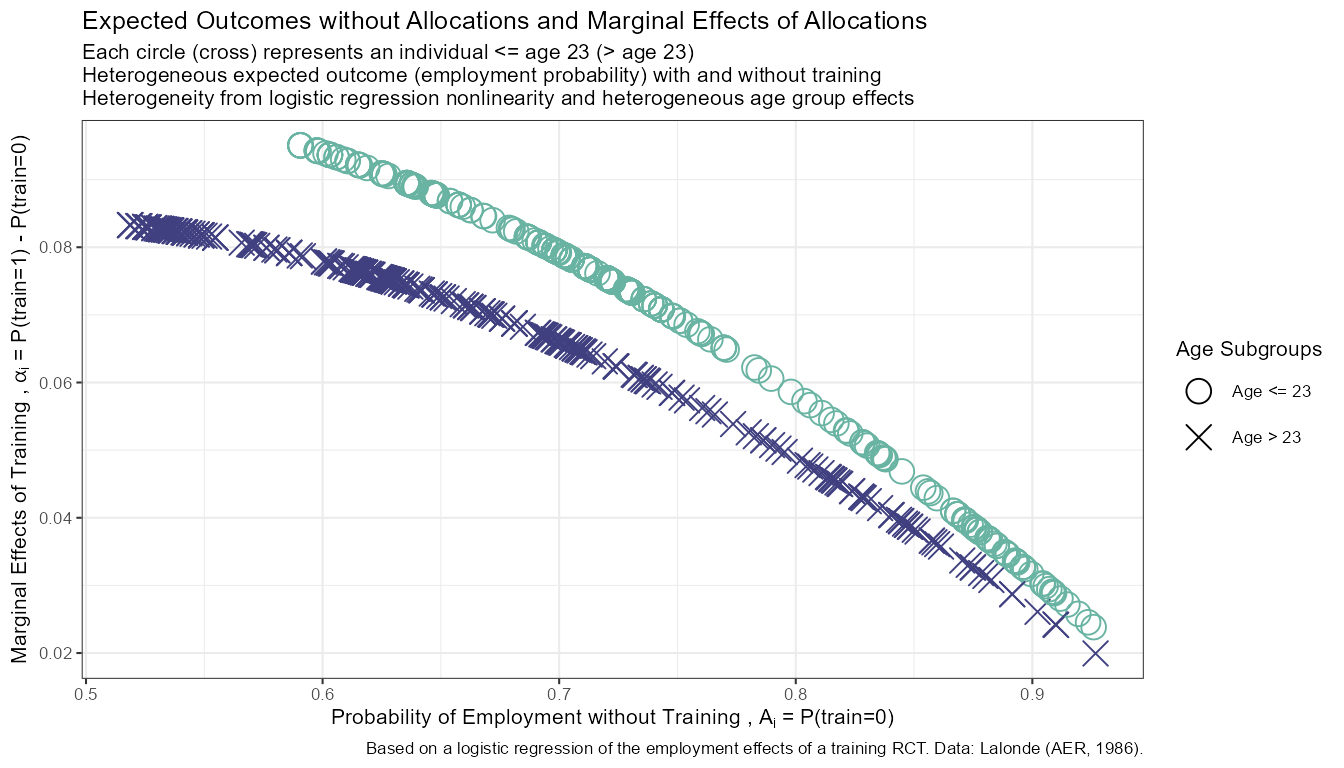 Expected Outcomes without Allocations and Marginal Effects of Allocations
Each circle (cross) represents an individual <= age 23 (> age 23)
Heterogeneous expected outcome (employment probability) with and without training
Heterogeneity from logistic regression nonlinearity and heterogeneous age group effects
Marginal Effects of Training , αᵢ = P(train=1) - P(train=0)
0.08
0.06
0.04
0.02
0.5 0.6 0.7 0.8 0.9
Probability of Employment without Training , Aᵢ = P(train=0)
Age Subgroups
Age <= 23
Age > 23
Based on a logistic regression of the employment effects of a training RCT. Data: Lalonde (AER, 1986).